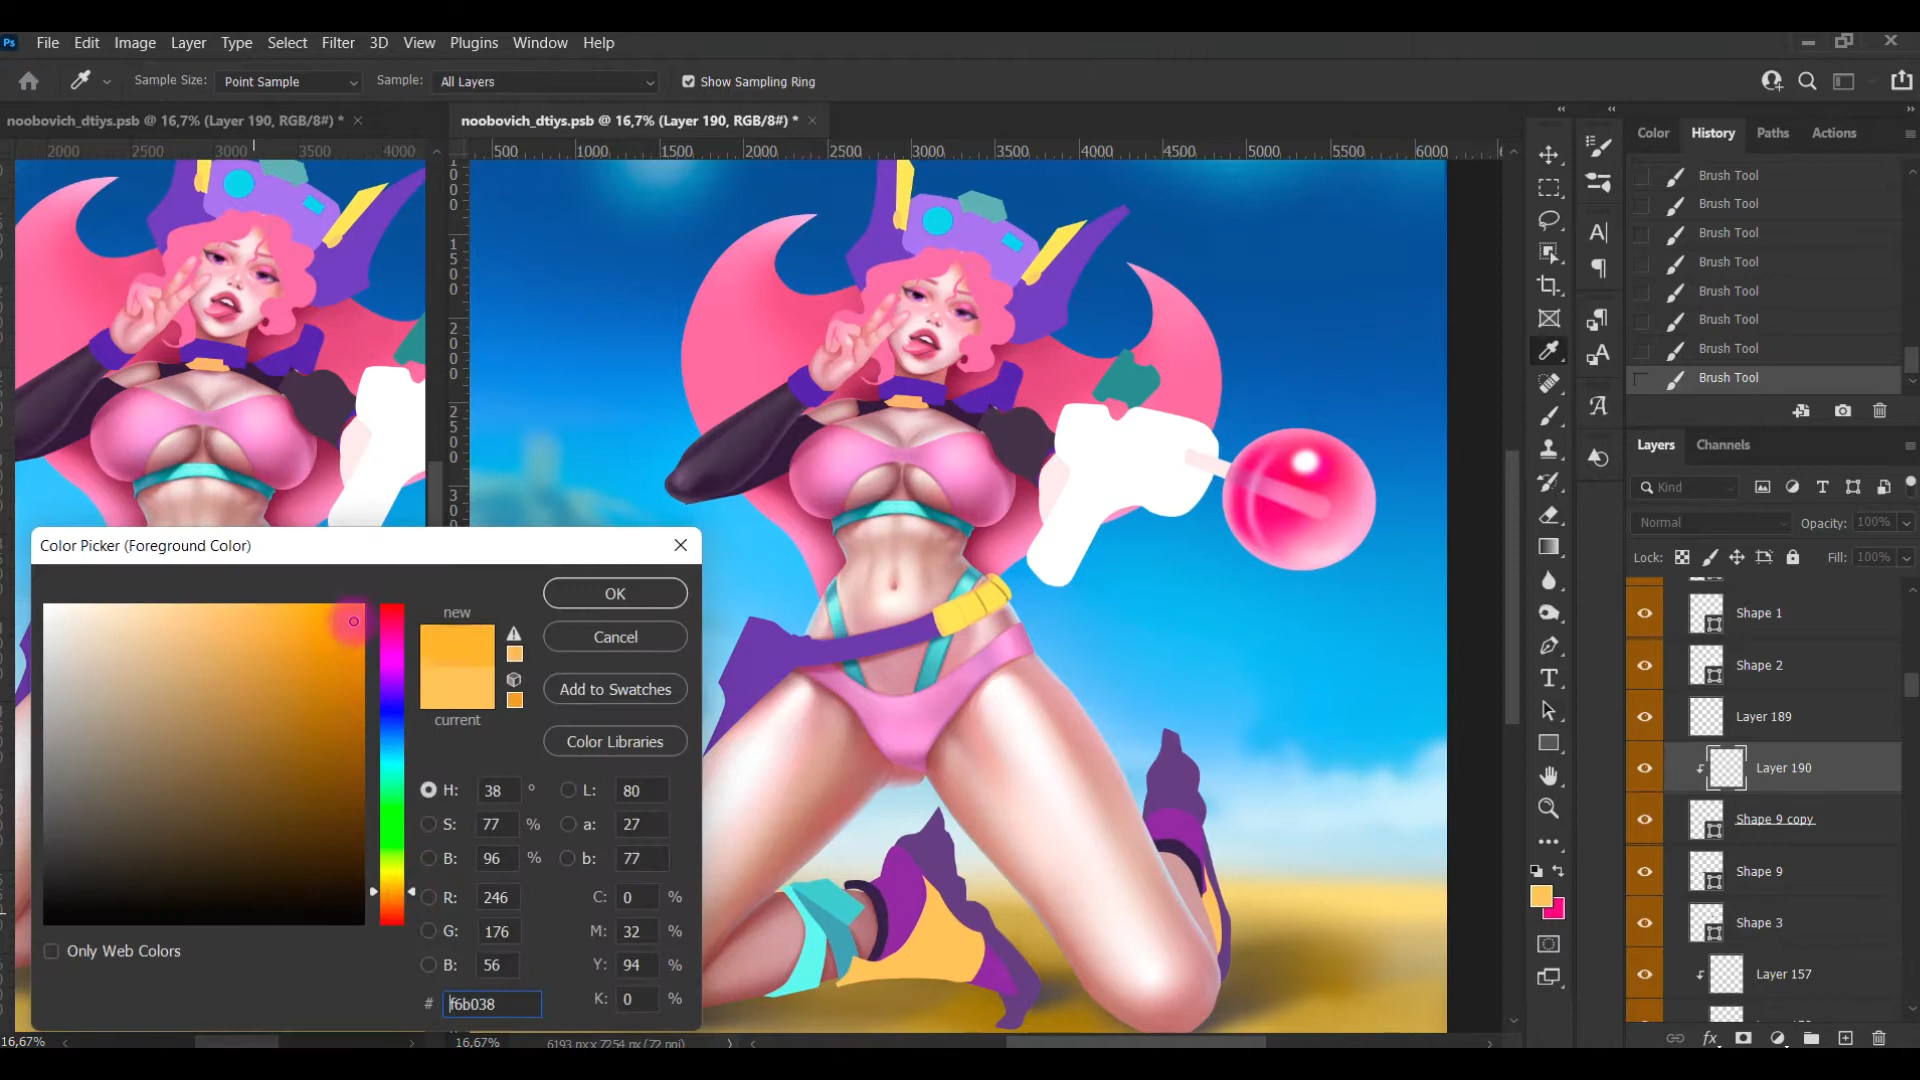 Ps File Edit Image Layer Type Select Filter 3D View Plugins Window Help
Sample Size: Point Sample Sample: All Layers Show Sampling Ring
noobovich_dtiys.psb @ 16,7% (Layer 190, RGB/8#) *
noobovich_dtiys.psb @ 16,7% (Layer 190, RGB/8#) *
2000 2500 3000 3500 4000
500 1000 1500 2000 2500 3000 3500 4000 4500 5000 5500 6000
Color History Paths Actions
Brush Tool
Brush Tool
Brush Tool
Brush Tool
Brush Tool
Brush Tool
Brush Tool
Brush Tool
Layers Channels
Kind
Normal Opacity: 100%
Lock: Fill: 100%
Shape 1
Shape 2
Layer 189
Layer 190
Shape 9 copy
Shape 9
Shape 3
Layer 157
Color Picker (Foreground Color)
new
current
OK
Cancel
Add to Swatches
Color Libraries
H: 38 ° L: 80
S: 77 % a: 27
B: 96 % b: 77
R: 246 C: 0 %
G: 176 M: 32 %
B: 56 Y: 94 %
# f6b038 K: 0 %
Only Web Colors
16,67%
16,67% 6193 px x 7254 px (72 ppi)